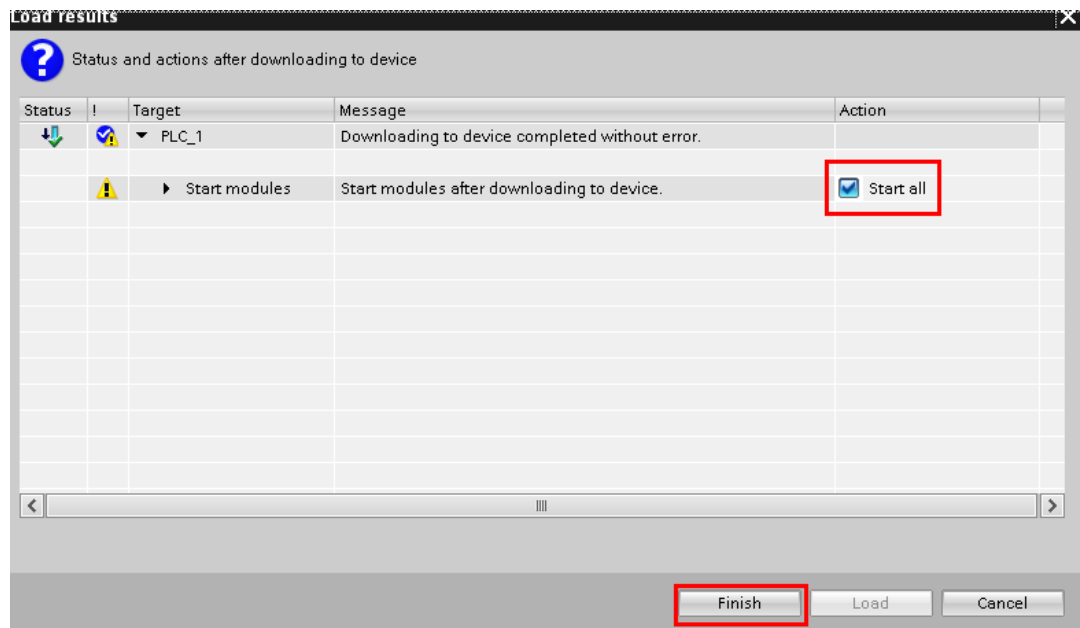 Load results
Status and actions after downloading to device
Status ! Target Message Action
PLC_1 Downloading to device completed without error.
Start modules Start modules after downloading to device. Start all
Finish Load Cancel